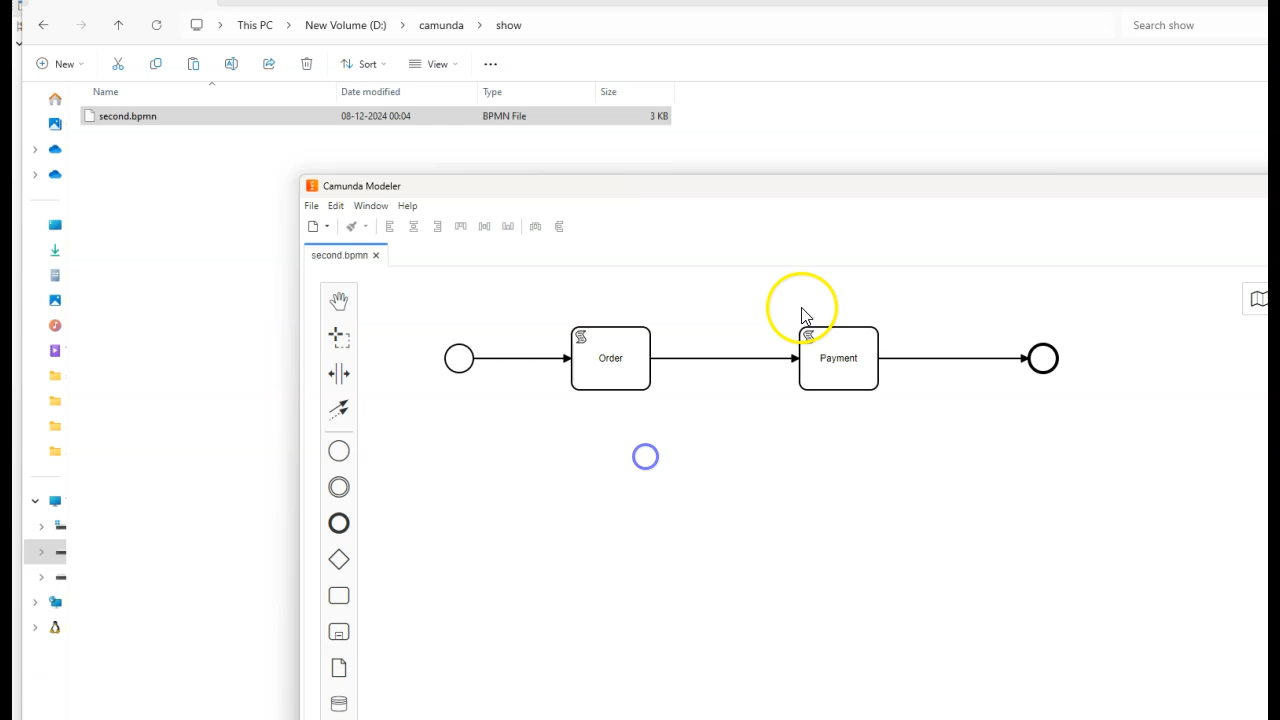 This PC > New Volume (D:) > camunda > show
Search show
New
Sort
View
Name Date modified Type Size
second.bpmn 08-12-2024 00:04 BPMN File 3 KB
Camunda Modeler
File Edit Window Help
second.bpmn
Order
Payment